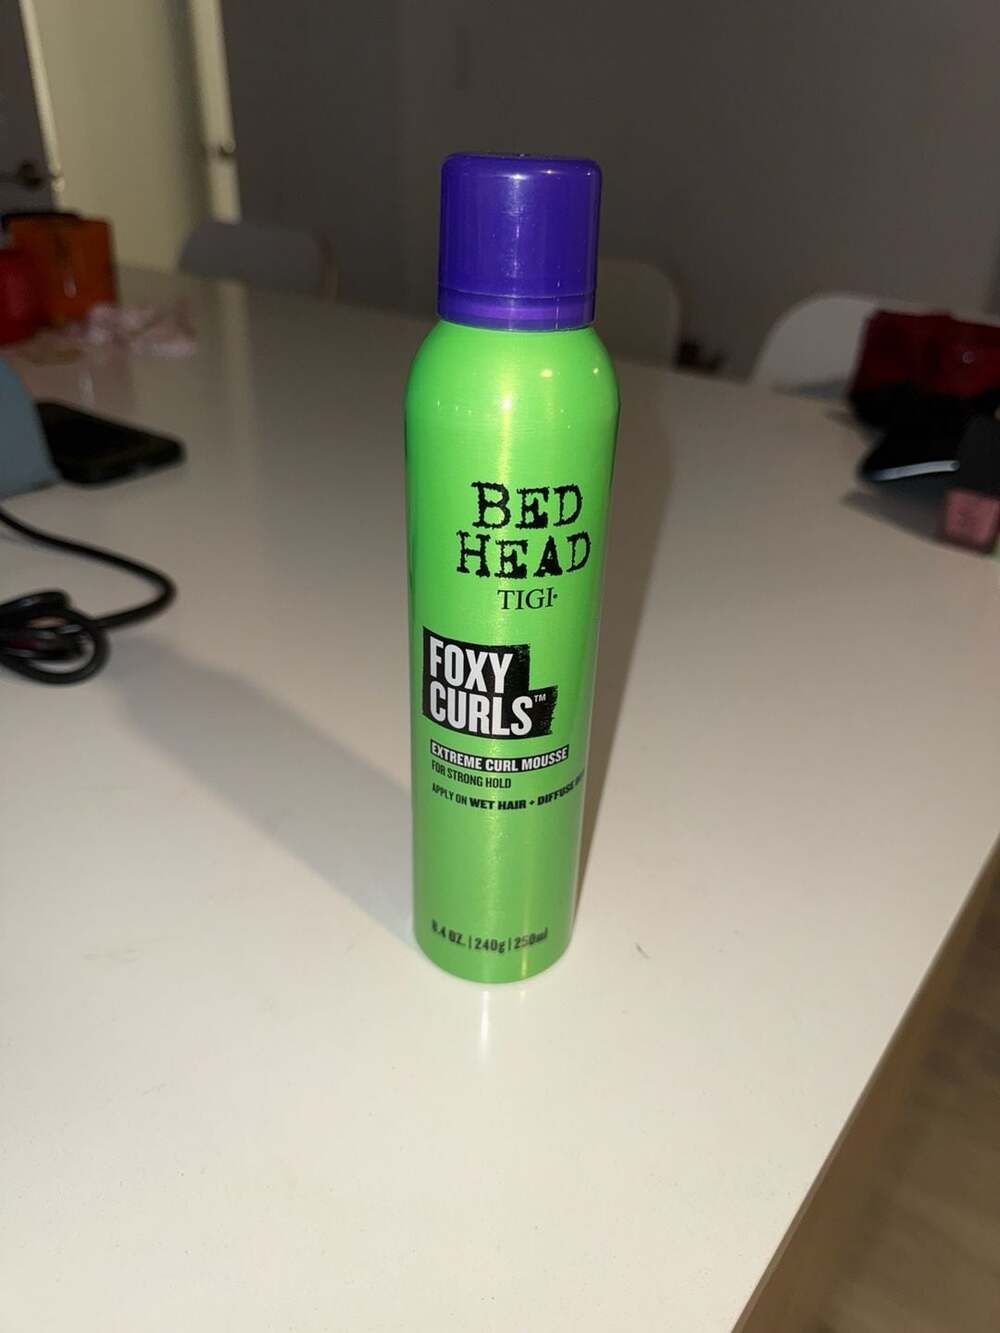 BED
HEAD
TIGI
FOXY
CURLS™
EXTREME CURL MOUSSE
FOR STRONG HOLD
APPLY ON WET HAIR + DIFFUSE
8.4 OZ. | 240g | 250ml